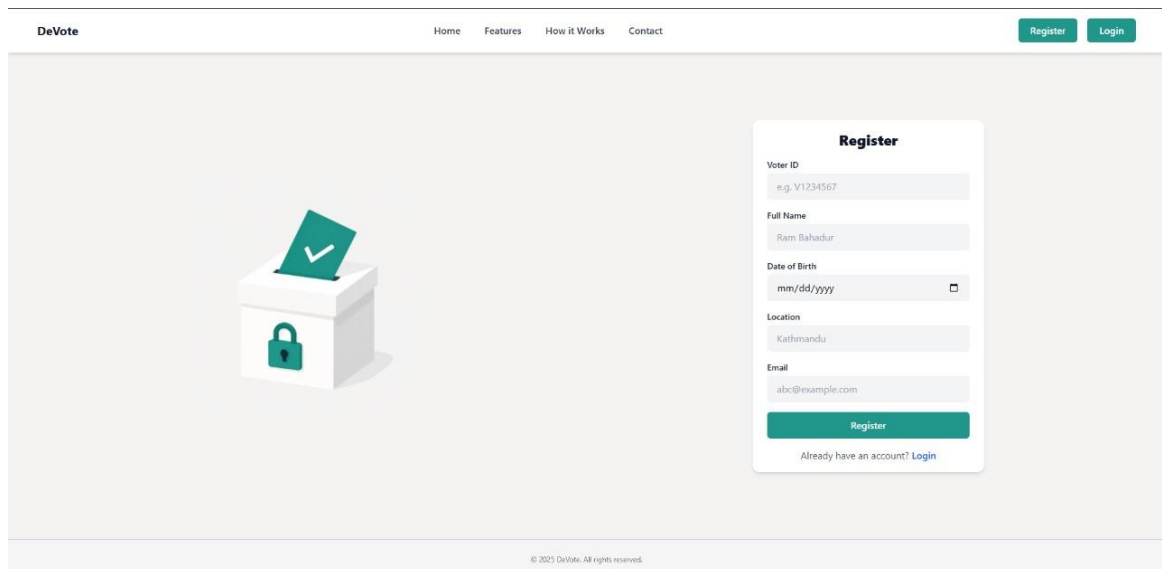 DeVote
Home Features How it Works Contact
Register Login
Register
Voter ID
e.g. V1234567
Full Name
Ram Bahadur
Date of Birth
mm/dd/yyyy
Location
Kathmandu
Email
abc@example.com
Register
Already have an account? Login
© 2025 DeVote. All rights reserved.